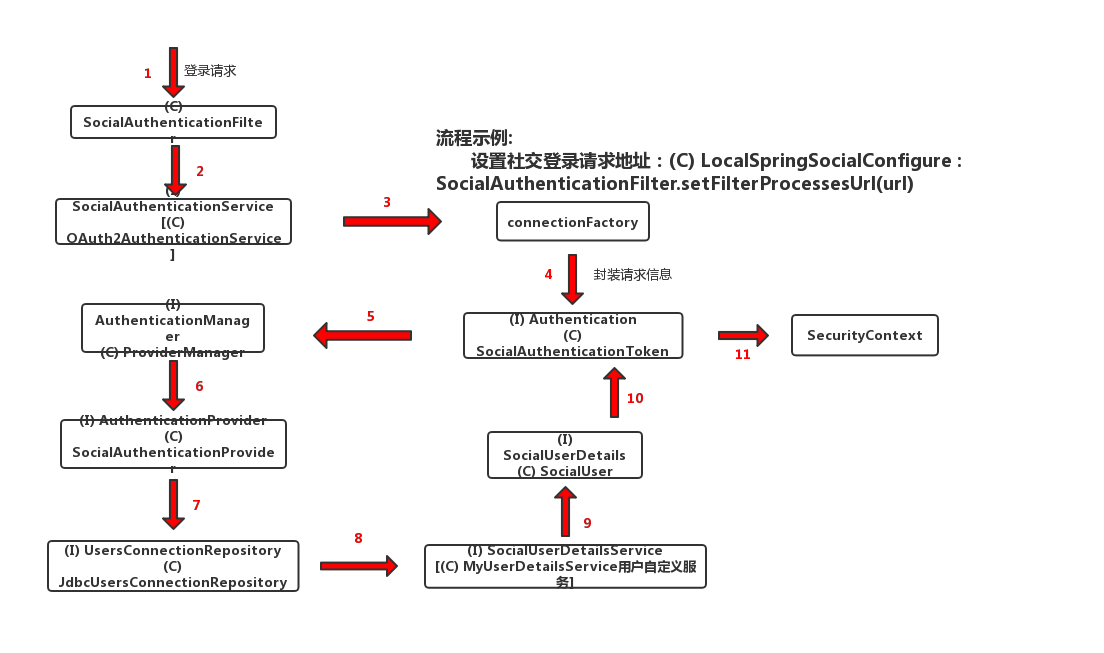 1
登录请求
(C)
SocialAuthenticationFilte
r
2
流程示例:
设置社交登录请求地址：(C) LocalSpringSocialConfigure :
SocialAuthenticationFilter.setFilterProcessesUrl(url)
(I)
SocialAuthenticationService
[(C)
OAuth2AuthenticationService
]
3
connectionFactory
4
封装请求信息
(I)
AuthenticationManag
er
(C) ProviderManager
5
(I) Authentication
(C)
SocialAuthenticationToken
11
SecurityContext
6
10
(I) AuthenticationProvider
(C)
SocialAuthenticationProvide
r
(I)
SocialUserDetails
(C) SocialUser
7
9
(I) UsersConnectionRepository
(C)
JdbcUsersConnectionRepository
8
(I) SocialUserDetailsService
[(C) MyUserDetailsService用户自定义服
务]